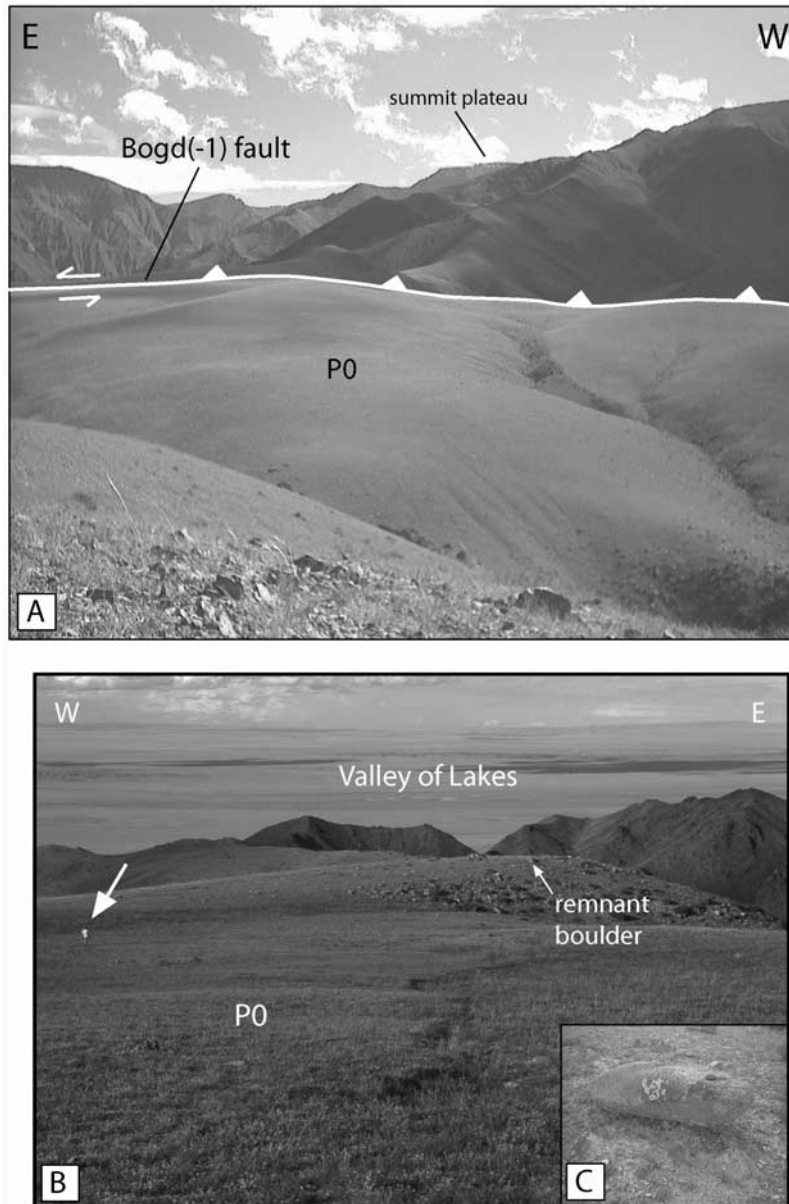 E
W
summit plateau
Bogd(-1) fault
P0
A
W
E
Valley of Lakes
remnant
boulder
P0
B
C